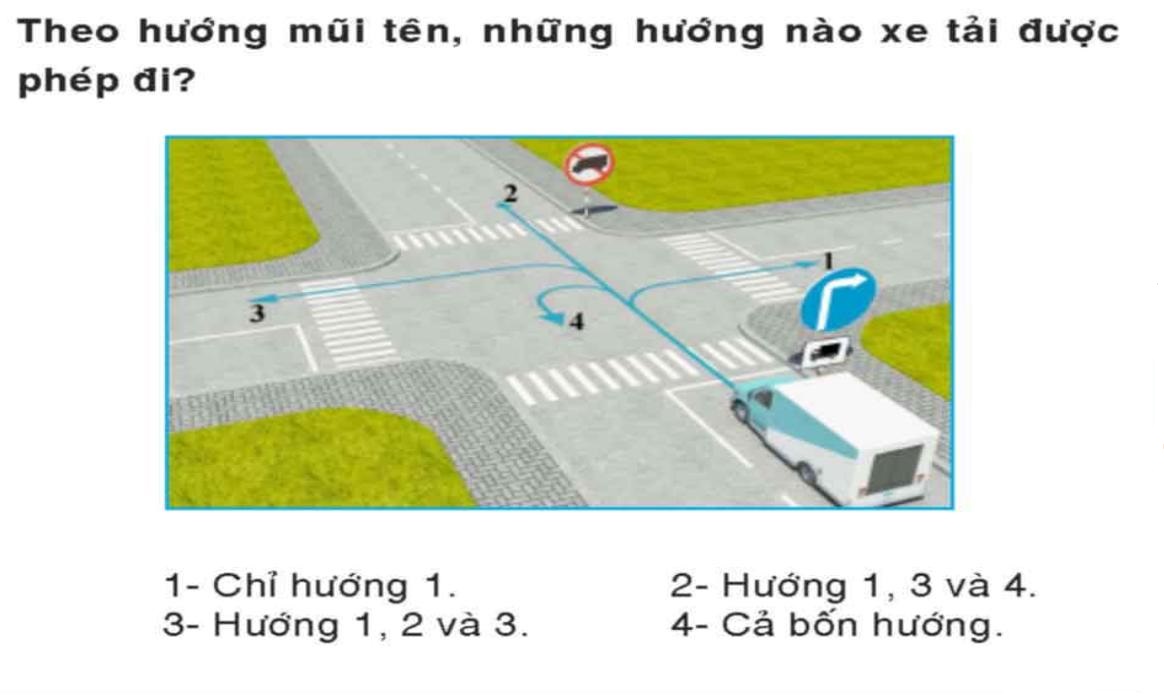 Theo hướng mũi tên, những hướng nào xe tải được
phép đi?
2
1
3
4
1- Chỉ hướng 1.
2- Hướng 1, 3 và 4.
3- Hướng 1, 2 và 3.
4- Cả bốn hướng.